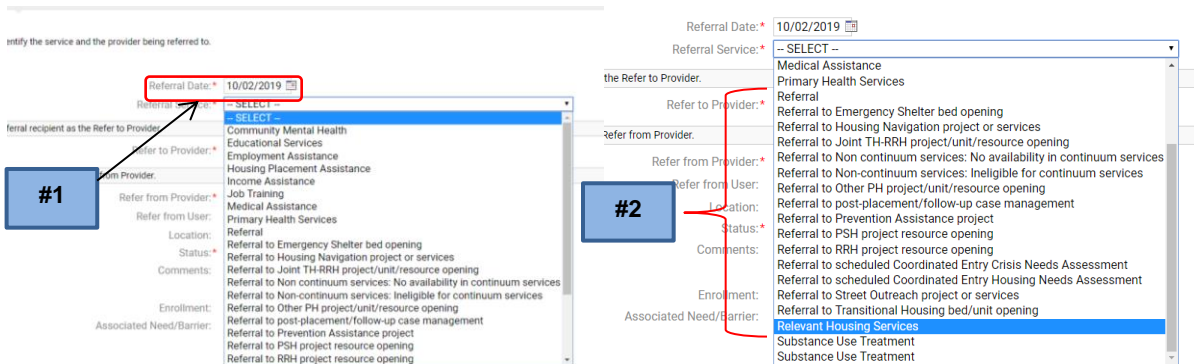 entify the service and the provider being referred to.
Referral Date:* 10/02/2019
Referral Service:* -- SELECT --
-- SELECT --
Community Mental Health
ferral recipient as the Refer to Provider.
Educational Services
Refer to Provider:*
Employment Assistance
Housing Placement Assistance
from Provider.
Income Assistance
#1
Refer from Provider:*
Job Training
Medical Assistance
Refer from User:
Primary Health Services
Location:
Referral
Referral to Emergency Shelter bed opening
Status:*
Referral to Housing Navigation project or services
Comments:
Referral to Joint TH-RRH project/unit/resource opening
Referral to Non continuum services: No availability in continuum services
Referral to Non-continuum services: Ineligible for continuum services
Enrollment:
Referral to Other PH project/unit/resource opening
Referral to post-placement/follow-up case management
Associated Need/Barrier:
Referral to Prevention Assistance project
Referral to PSH project resource opening
Referral to RRH project resource opening
Referral Date:* 10/02/2019
Referral Service:* -- SELECT --
Medical Assistance
the Refer to Provider.
Primary Health Services
Referral
Refer to Provider:*
Referral to Emergency Shelter bed opening
Referral to Housing Navigation project or services
Refer from Provider.
Referral to Joint TH-RRH project/unit/resource opening
Referral to Non continuum services: No availability in continuum services
Refer from Provider:*
Referral to Non-continuum services: Ineligible for continuum services
Refer from User:
Referral to Other PH project/unit/resource opening
#2
Location:
Referral to post-placement/follow-up case management
Referral to Prevention Assistance project
Status:*
Referral to PSH project resource opening
Comments:
Referral to RRH project resource opening
Referral to scheduled Coordinated Entry Crisis Needs Assessment
Referral to scheduled Coordinated Entry Housing Needs Assessment
Enrollment:
Referral to Street Outreach project or services
Associated Need/Barrier:
Referral to Transitional Housing bed/unit opening
Relevant Housing Services
Substance Use Treatment
Substance Use Treatment